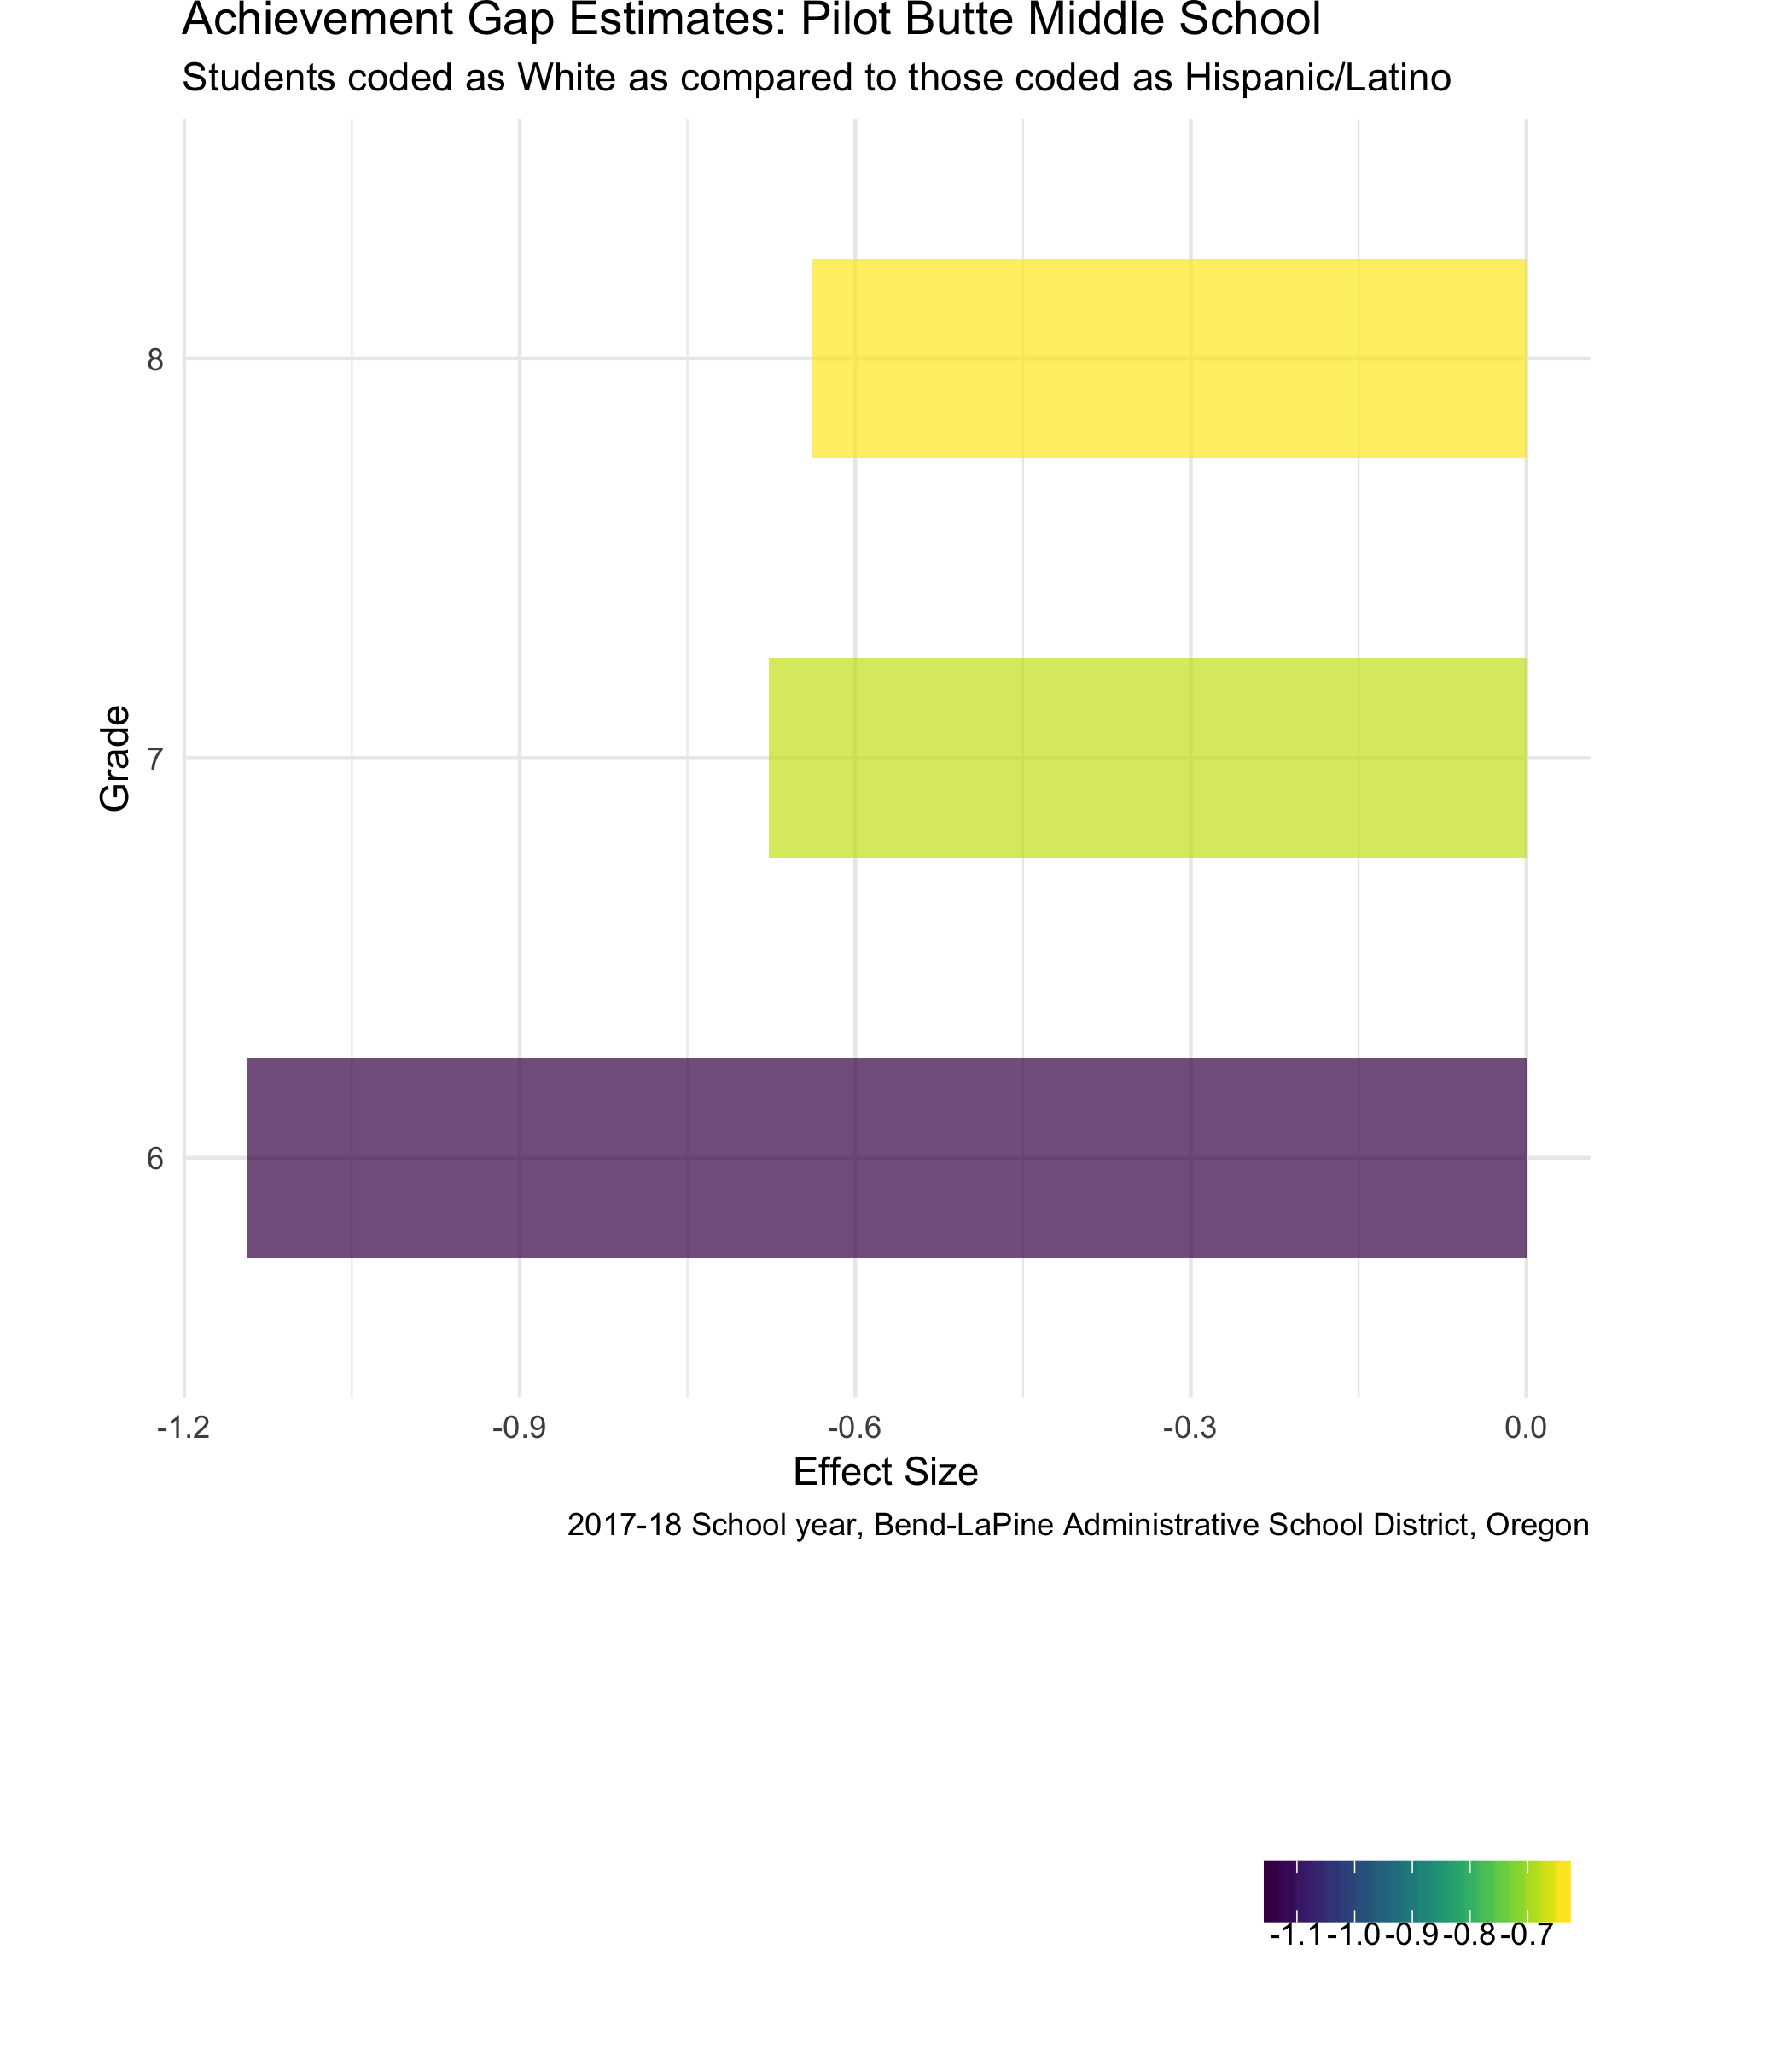 Achievement Gap Estimates: Pilot Butte Middle School
Students coded as White as compared to those coded as Hispanic/Latino
8
7
6
Grade
-1.2 -0.9 -0.6 -0.3 0.0
Effect Size
2017-18 School year, Bend-LaPine Administrative School District, Oregon
-1.1 -1.0 -0.9 -0.8 -0.7